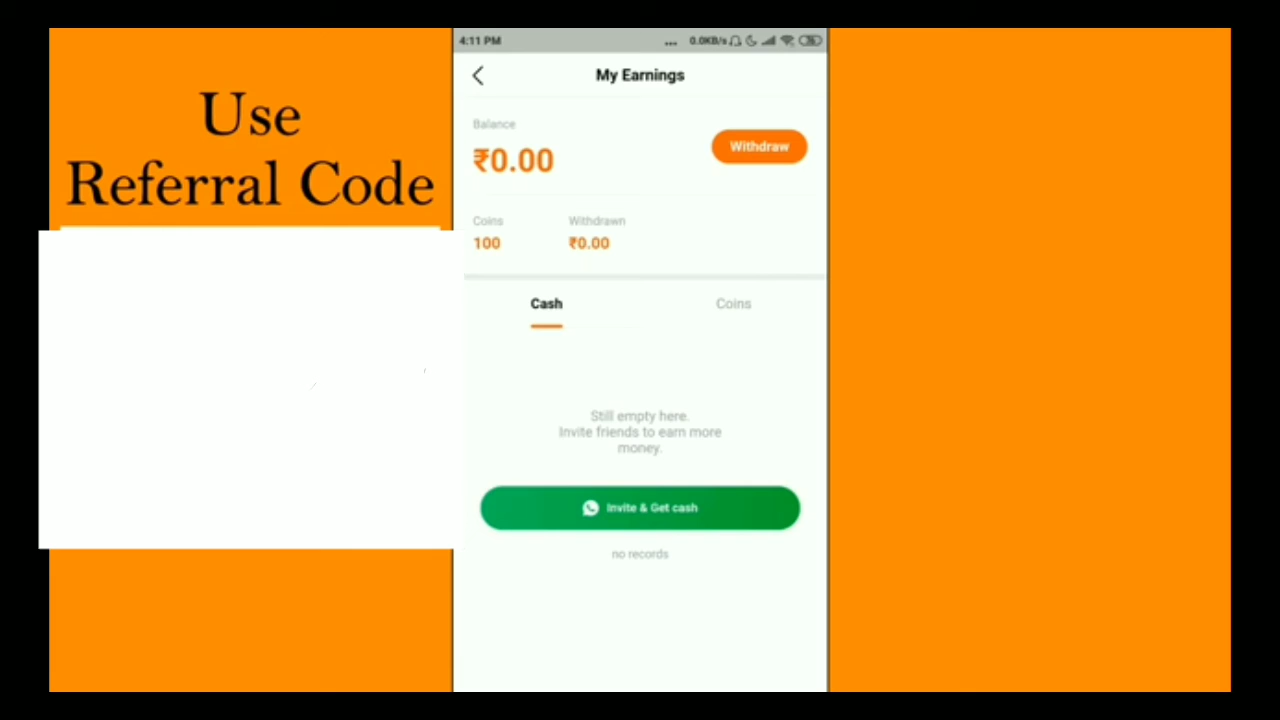 Use
Referral Code
4:11 PM
... 0.0KB/s
My Earnings
Balance
₹0.00
Withdraw
Coins
Withdrawn
100
₹0.00
Cash
Coins
Still empty here.
Invite friends to earn more
money.
Invite & Get cash
no records